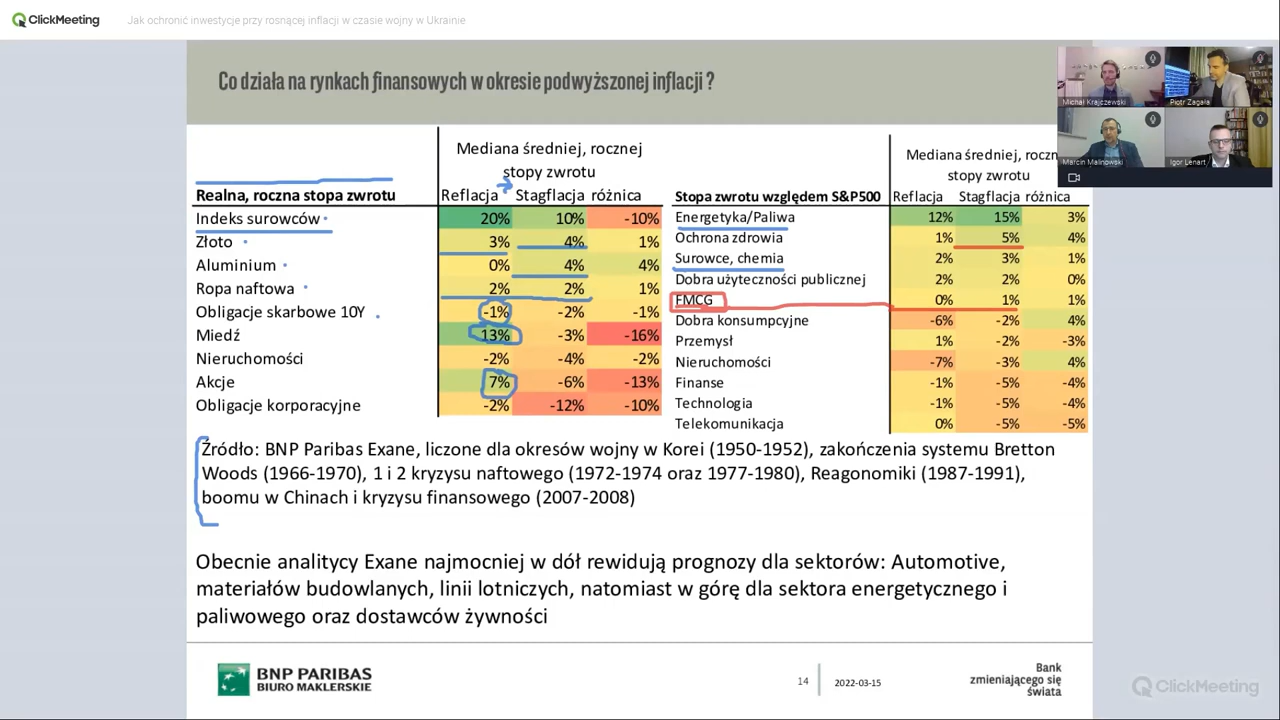 ClickMeeting
Jak ochronić inwestycje przy rosnącej inflacji w czasie wojny w Ukrainie
Co działa na rynkach finansowych w okresie podwyższonej inflacji ?
Michał Krajczewski
Piotr Zagała
Marcin Malinowski
Igor Lenart
Mediana średniej, rocznej
stopy zwrotu
Realna, roczna stopa zwrotu Reflacja Stagflacja różnica
Indeks surowców 20% 10% -10%
Złoto 3% 4% 1%
Aluminium 0% 4% 4%
Ropa naftowa 2% 2% 1%
Obligacje skarbowe 10Y -1% -2% -1%
Miedź 13% -3% -16%
Nieruchomości -2% -4% -2%
Akcje 7% -6% -13%
Obligacje korporacyjne -2% -12% -10%
Mediana średniej, roczn
stopy zwrotu
Stopa zwrotu względem S&P500 Reflacja Stagflacja różnica
Energetyka/Paliwa 12% 15% 3%
Ochrona zdrowia 1% 5% 4%
Surowce, chemia 2% 3% 1%
Dobra użyteczności publicznej 2% 2% 0%
FMCG 0% 1% 1%
Dobra konsumpcyjne -6% -2% 4%
Przemysł 1% -2% -3%
Nieruchomości -7% -3% 4%
Finanse -1% -5% -4%
Technologia -1% -5% -4%
Telekomunikacja 0% -5% -5%
Źródło: BNP Paribas Exane, liczone dla okresów wojny w Korei (1950-1952), zakończenia systemu Bretton
Woods (1966-1970), 1 i 2 kryzysu naftowego (1972-1974 oraz 1977-1980), Reagonomiki (1987-1991),
boomu w Chinach i kryzysu finansowego (2007-2008)
Obecnie analitycy Exane najmocniej w dół rewidują prognozy dla sektorów: Automotive,
materiałów budowlanych, linii lotniczych, natomiast w górę dla sektora energetycznego i
paliwowego oraz dostawców żywności
BNP PARIBAS
BIURO MAKLERSKIE
14
2022-03-15
Bank
zmieniającego się
świata
ClickMeeting